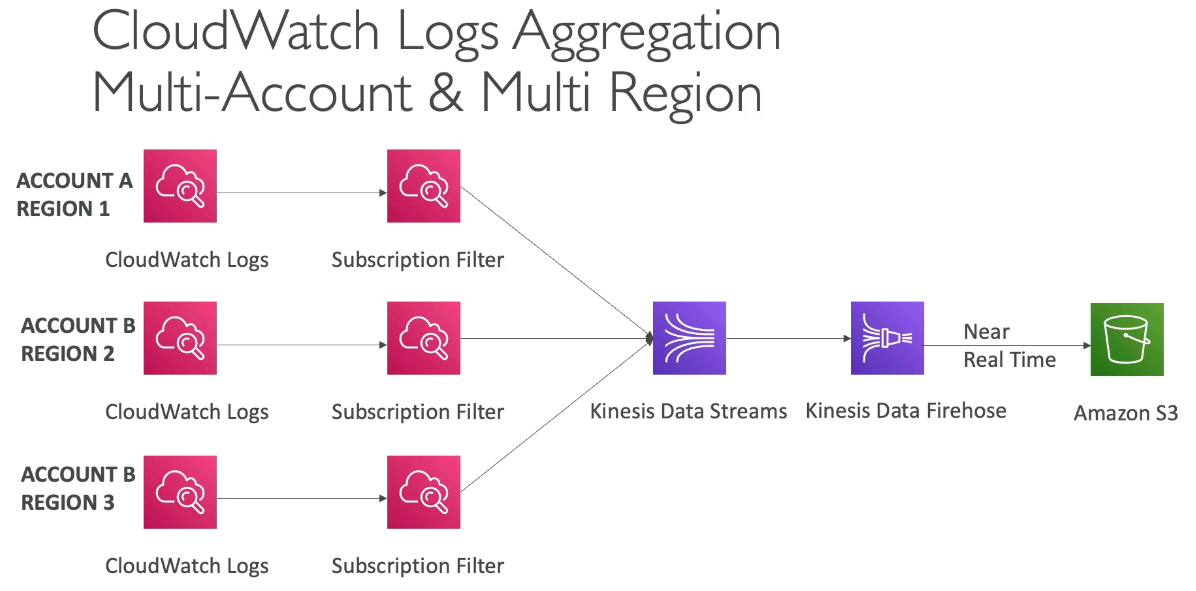 CloudWatch Logs Aggregation
Multi-Account & Multi Region
ACCOUNT A
REGION 1
CloudWatch Logs
Subscription Filter
ACCOUNT B
REGION 2
CloudWatch Logs
Subscription Filter
Kinesis Data Streams
Kinesis Data Firehose
Near
Real Time
Amazon S3
ACCOUNT B
REGION 3
CloudWatch Logs
Subscription Filter